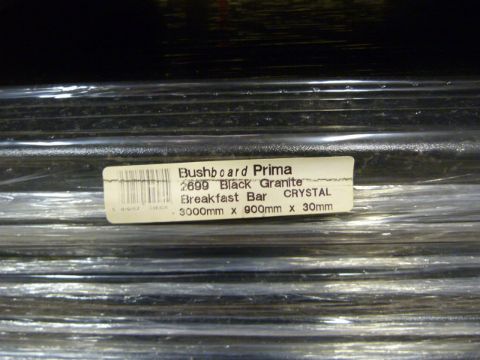 Bushboard Prima
2699 Black Granite
Breakfast Bar CRYSTAL
3000mm x 900mm x 30mm